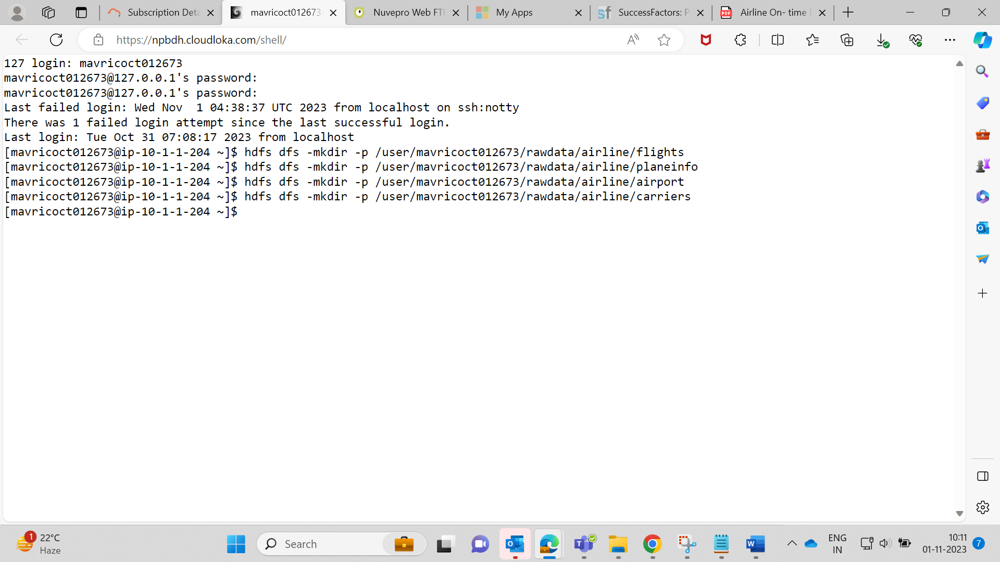 Subscription Deta
mavricoct012673
Nuvepro Web FTP
My Apps
SuccessFactors: P
Airline On- time D
https://npbdh.cloudloka.com/shell/
127 login: mavricoct012673
mavricoct012673@127.0.0.1's password:
mavricoct012673@127.0.0.1's password:
Last failed login: Wed Nov  1 04:38:37 UTC 2023 from localhost on ssh:notty
There was 1 failed login attempt since the last successful login.
Last login: Tue Oct 31 07:08:17 2023 from localhost
[mavricoct012673@ip-10-1-1-204 ~]$ hdfs dfs -mkdir -p /user/mavricoct012673/rawdata/airline/flights
[mavricoct012673@ip-10-1-1-204 ~]$ hdfs dfs -mkdir -p /user/mavricoct012673/rawdata/airline/planeinfo
[mavricoct012673@ip-10-1-1-204 ~]$ hdfs dfs -mkdir -p /user/mavricoct012673/rawdata/airline/airport
[mavricoct012673@ip-10-1-1-204 ~]$ hdfs dfs -mkdir -p /user/mavricoct012673/rawdata/airline/carriers
[mavricoct012673@ip-10-1-1-204 ~]$
1
22°C
Haze
Search
ENG
IN
10:11
01-11-2023
7